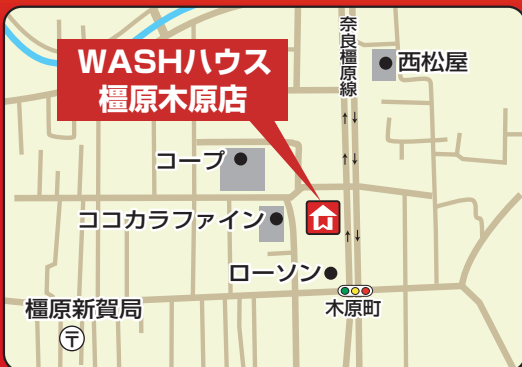 WASHハウス
橿原木原店
奈良橿原線
西松屋
コープ
ココカラファイン
ローソン
木原町
橿原新賀局
〒